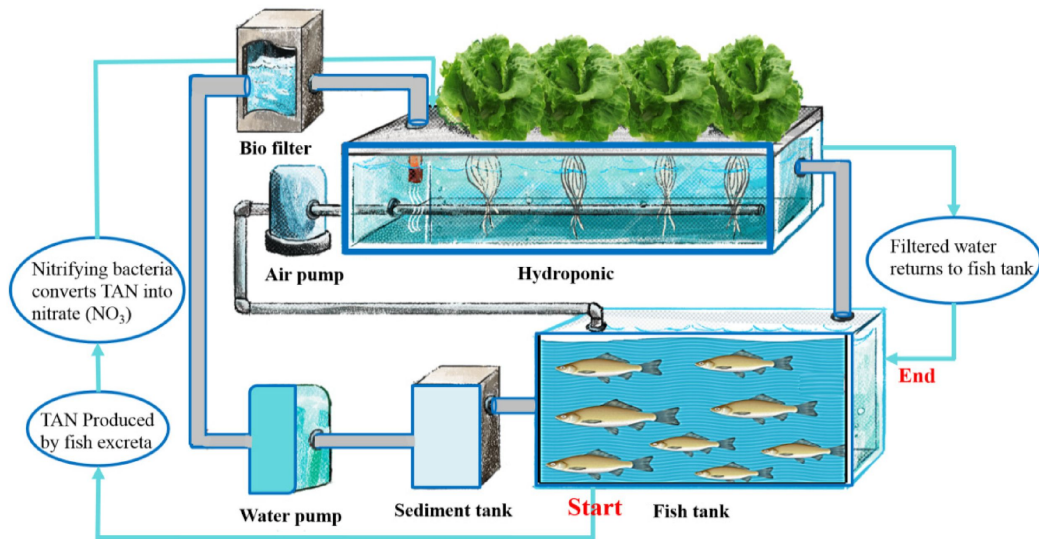 Bio filter
Air pump
Hydroponic
Filtered water
returns to fish tank
Nitrifying bacteria
converts TAN into
nitrate (NO₃)
End
TAN Produced
by fish excreta
Water pump
Sediment tank
Start
Fish tank